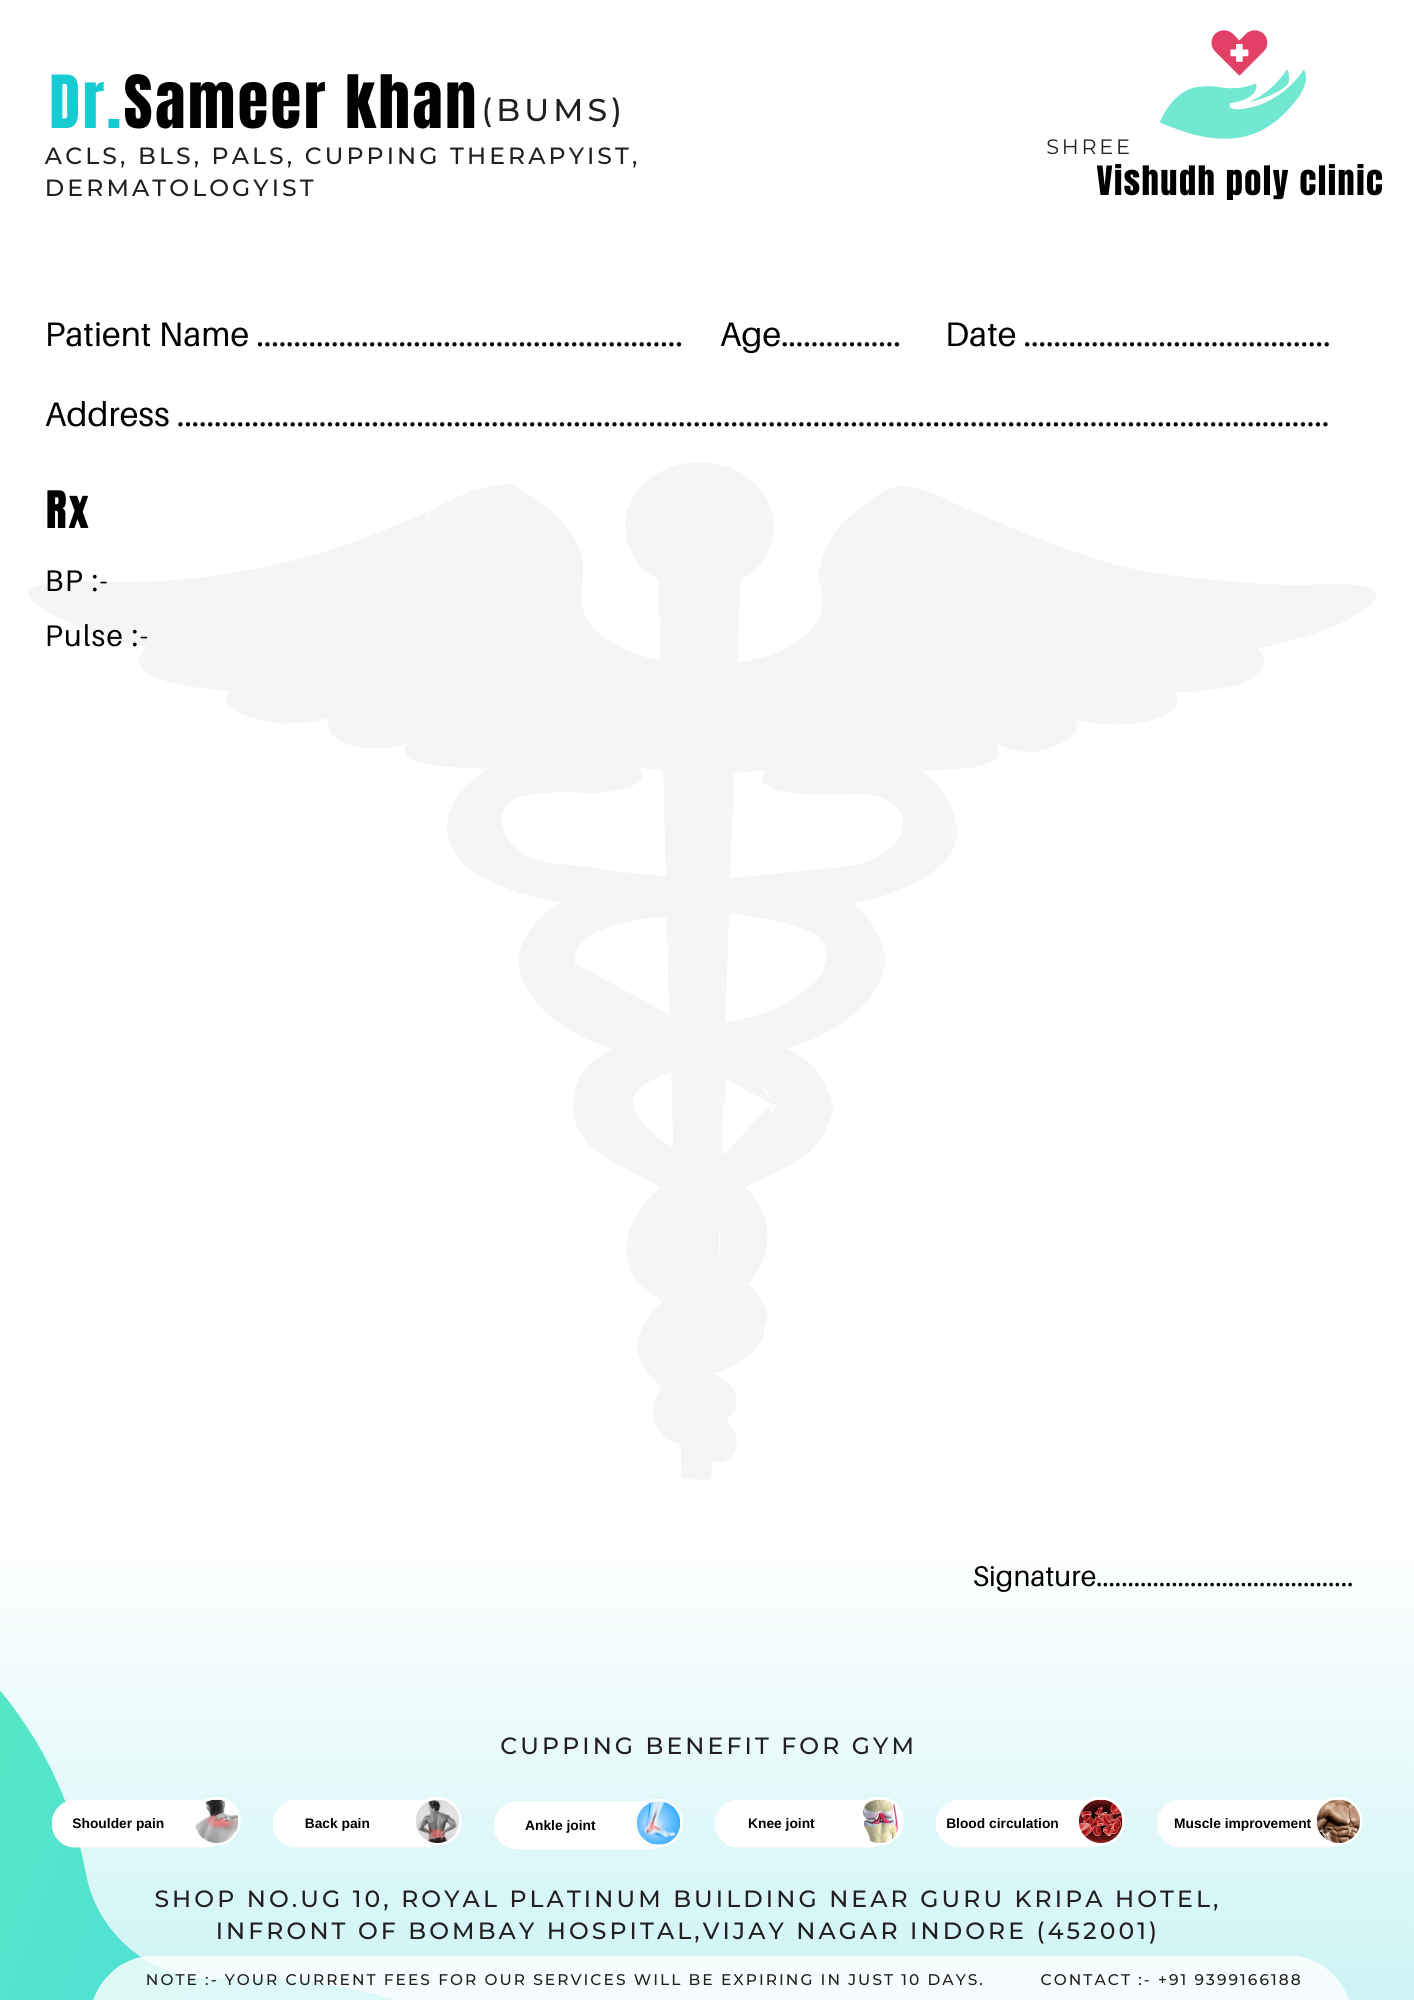 Dr.Sameer khan (BUMS)
ACLS, BLS, PALS, CUPPING THERAPYIST,
DERMATOLOGYIST
SHREE
Vishudh poly clinic
Patient Name ......................................................... Age................ Date .........................................
Address ..........................................................................................................................................................
Rx
BP :-
Pulse :-
Signature.........................................
CUPPING BENEFIT FOR GYM
Shoulder pain
Back pain
Ankle joint
Knee joint
Blood circulation
Muscle improvement
SHOP NO.UG 10, ROYAL PLATINUM BUILDING NEAR GURU KRIPA HOTEL,
INFRONT OF BOMBAY HOSPITAL,VIJAY NAGAR INDORE (452001)
NOTE :- YOUR CURRENT FEES FOR OUR SERVICES WILL BE EXPIRING IN JUST 10 DAYS. CONTACT :- +91 9399166188